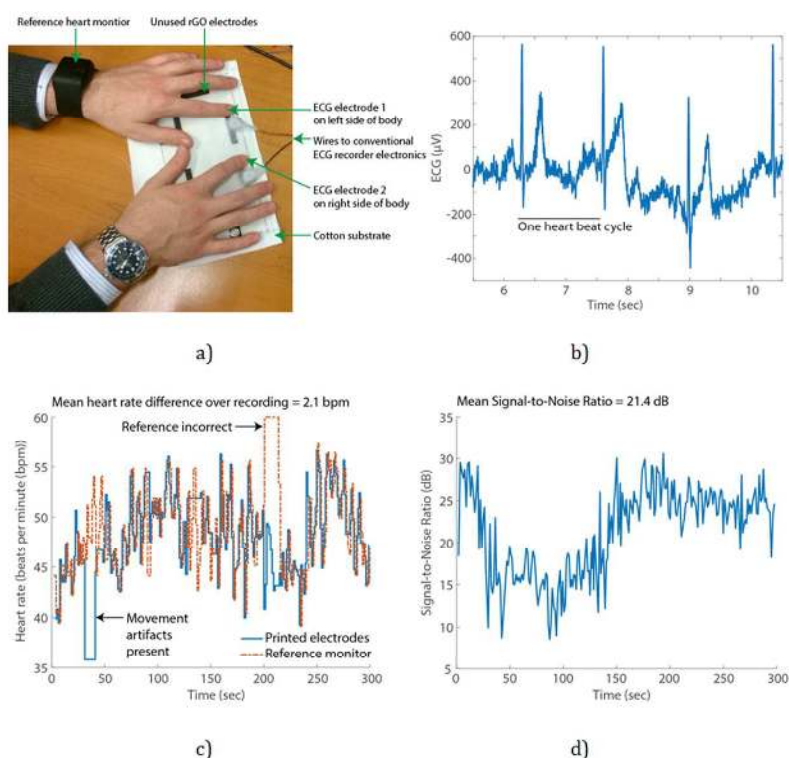 Reference heart montior
Unused rGO electrodes
ECG electrode 1
on left side of body
Wires to conventional
ECG recorder electronics
ECG electrode 2
on right side of body
Cotton substrate
a)
600
400
200
0
-200
-400
ECG (µV)
One heart beat cycle
6 7 8 9 10
Time (sec)
b)
Mean heart rate difference over recording = 2.1 bpm
60
55
50
45
40
35
Heart rate (beats per minute (bpm))
Reference incorrect
Movement
artifacts
present
Printed electrodes
Reference monitor
0 50 100 150 200 250 300
Time (sec)
c)
Mean Signal-to-Noise Ratio = 21.4 dB
35
30
25
20
15
10
5
Signal-to-Noise Ratio (dB)
0 50 100 150 200 250 300
Time (sec)
d)